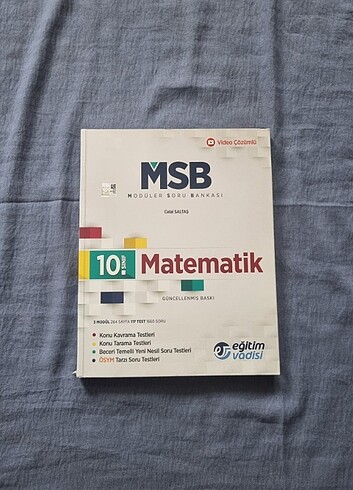 Video Çözümlü
MSB
MODÜLER SORU BANKASI
Celal SALTAŞ
10.SINIF
Matematik
GÜNCELLENMİŞ BASKI
Konu Kavrama Testleri
Konu Tarama Testleri
Beceri Temelli Yeni Nesil Soru Testleri
ÖSYM Tarzı Soru Testleri
eğitim
vadisi